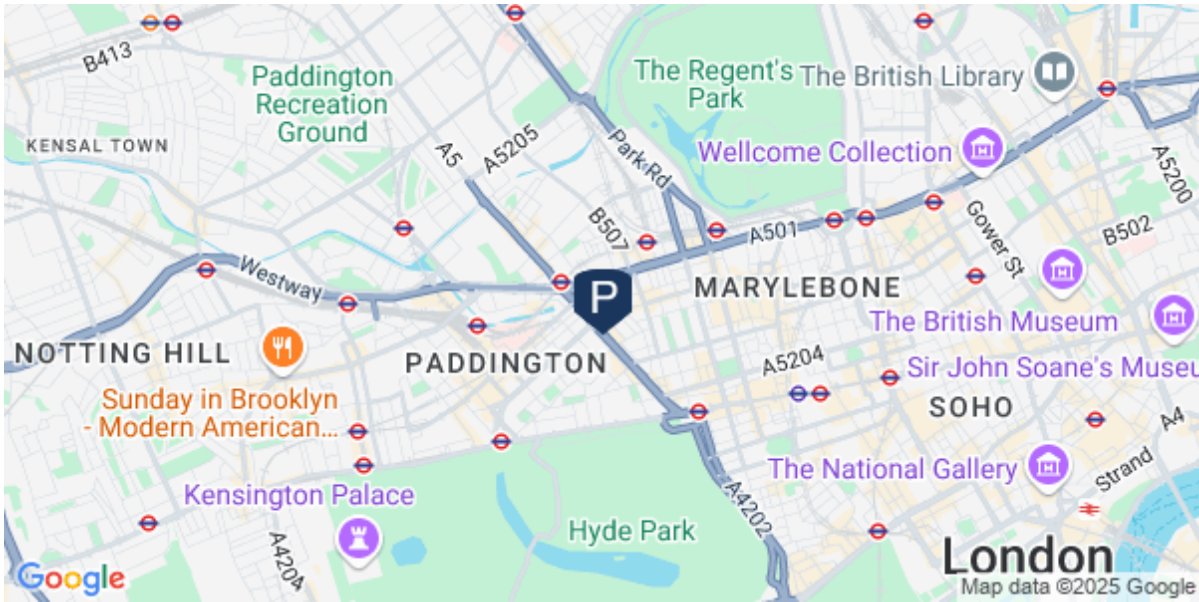 B413
Paddington
Recreation
Ground
KENSAL TOWN
A5
A5205
The Regent's
Park
The British Library
Park Rd
Wellcome Collection
A5200
B507
A501
Gower St
B502
Westway
MARYLEBONE
The British Museum
NOTTING HILL
P
PADDINGTON
A5204
Sir John Soane's Museu
Sunday in Brooklyn
- Modern American...
SOHO
A4
The National Gallery
Strand
Kensington Palace
A4202
Hyde Park
A4204
London
Google
Map data ©2025 Google